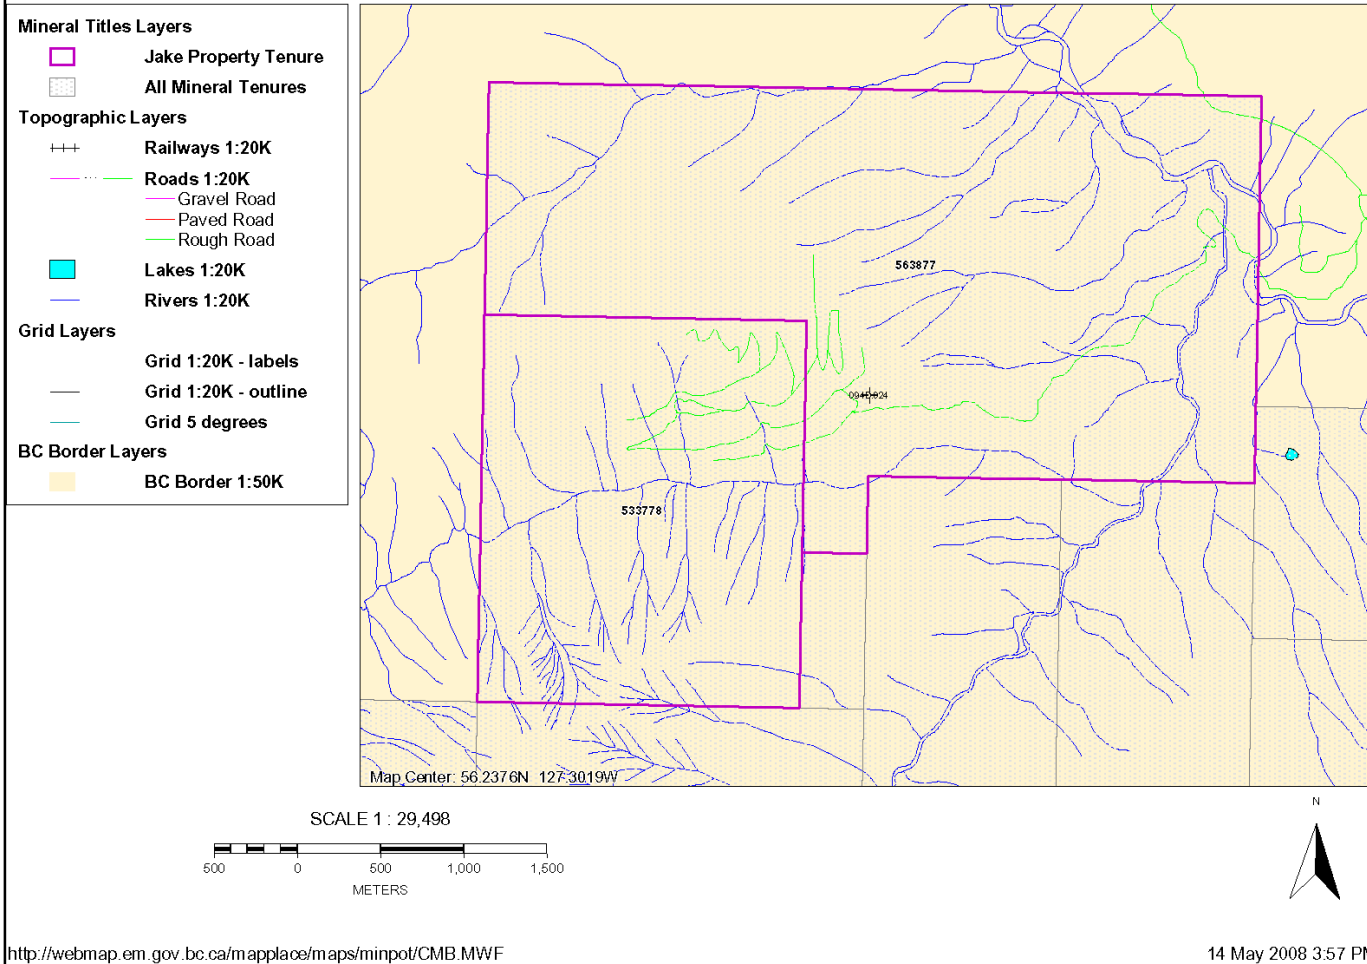 Mineral Titles Layers
Jake Property Tenure
All Mineral Tenures
Topographic Layers
Railways 1:20K
Roads 1:20K
Gravel Road
Paved Road
Rough Road
Lakes 1:20K
Rivers 1:20K
Grid Layers
Grid 1:20K - labels
Grid 1:20K - outline
Grid 5 degrees
BC Border Layers
BC Border 1:50K
563877
533778
Map Center: 56.2376N 127.3019W
SCALE 1 : 29,498
500 0 500 1,000 1,500
METERS
N
http://webmap.em.gov.bc.ca/mapplace/maps/minpot/CMB.MWF
14 May 2008 3:57 PM